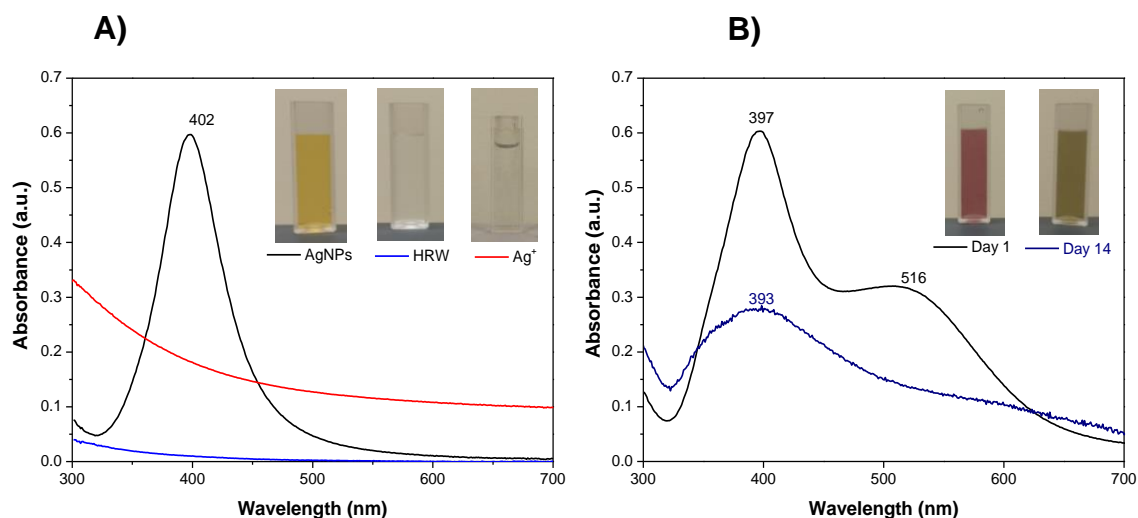 A)
0.7
0.6
0.5
0.4
0.3
0.2
0.1
0.0
Absorbance (a.u.)
402
AgNPs
HRW
Ag⁺
300
400
500
600
700
Wavelength (nm)
B)
0.7
0.6
0.5
0.4
0.3
0.2
0.1
0.0
Absorbance (a.u.)
397
516
393
Day 1
Day 14
300
400
500
600
700
Wavelength (nm)